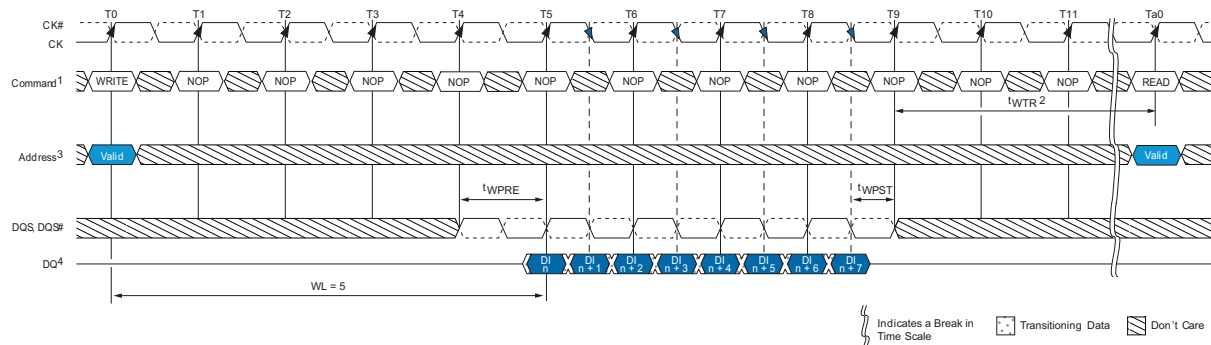 T0 T1 T2 T3 T4 T5 T6 T7 T8 T9 T10 T11 Ta0
CK#
CK
Command1 WRITE NOP NOP NOP NOP NOP NOP NOP NOP NOP NOP NOP READ
tWTR 2
Address3 Valid Valid
tWPRE tWPST
DQS, DQS#
DQ4 DI n DI n + 1 DI n + 2 DI n + 3 DI n + 4 DI n + 5 DI n + 6 DI n + 7
WL = 5
Indicates a Break in Time Scale Transitioning Data Don't Care